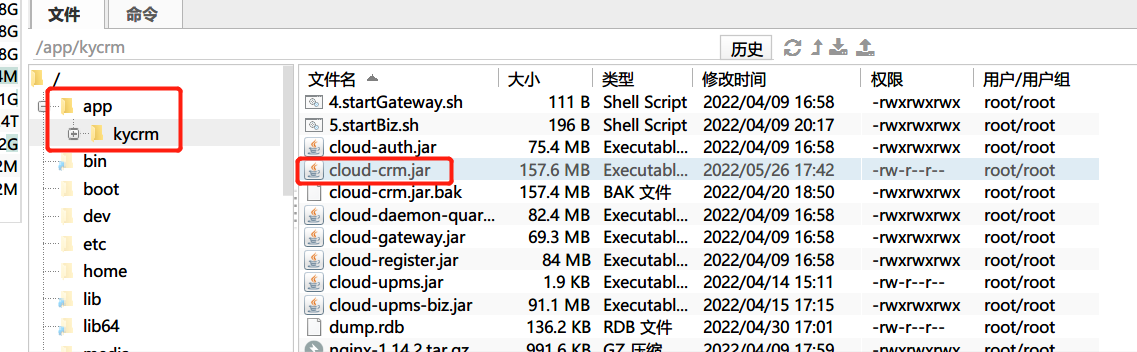 8G
文件
命令
8G
8G
/app/kycrm
历史
4M
/
文件名
大小
类型
修改时间
权限
用户/用户组
1G
app
4.startGateway.sh
111 B
Shell Script
2022/04/09 16:58
-rwxrwxrwx
root/root
4T
kycrm
5.startBiz.sh
196 B
Shell Script
2022/04/09 20:17
-rwxrwxrwx
root/root
2G
bin
cloud-auth.jar
75.4 MB
Executabl...
2022/04/09 16:58
-rwxrwxrwx
root/root
2M
cloud-crm.jar
157.6 MB
Executabl...
2022/05/26 17:42
-rw-r--r--
root/root
2M
boot
cloud-crm.jar.bak
157.4 MB
BAK 文件
2022/04/20 18:50
-rwxrwxrwx
root/root
dev
cloud-daemon-quar...
82.4 MB
Executabl...
2022/04/09 16:58
-rwxrwxrwx
root/root
etc
cloud-gateway.jar
69.3 MB
Executabl...
2022/04/09 16:58
-rwxrwxrwx
root/root
home
cloud-register.jar
84 MB
Executabl...
2022/04/09 16:58
-rwxrwxrwx
root/root
lib
cloud-upms.jar
1.9 KB
Executabl...
2022/04/14 15:11
-rw-r--r--
root/root
cloud-upms-biz.jar
91.1 MB
Executabl...
2022/04/15 17:15
-rwxrwxrwx
root/root
lib64
dump.rdb
136.2 KB
RDB 文件
2022/04/30 17:01
-rw-r--r--
root/root
media
nginx-1.14.2.tar.gz
991.6 KB
GZ 压缩
2022/04/09 17:59
-rwxrwxrwx
root/root